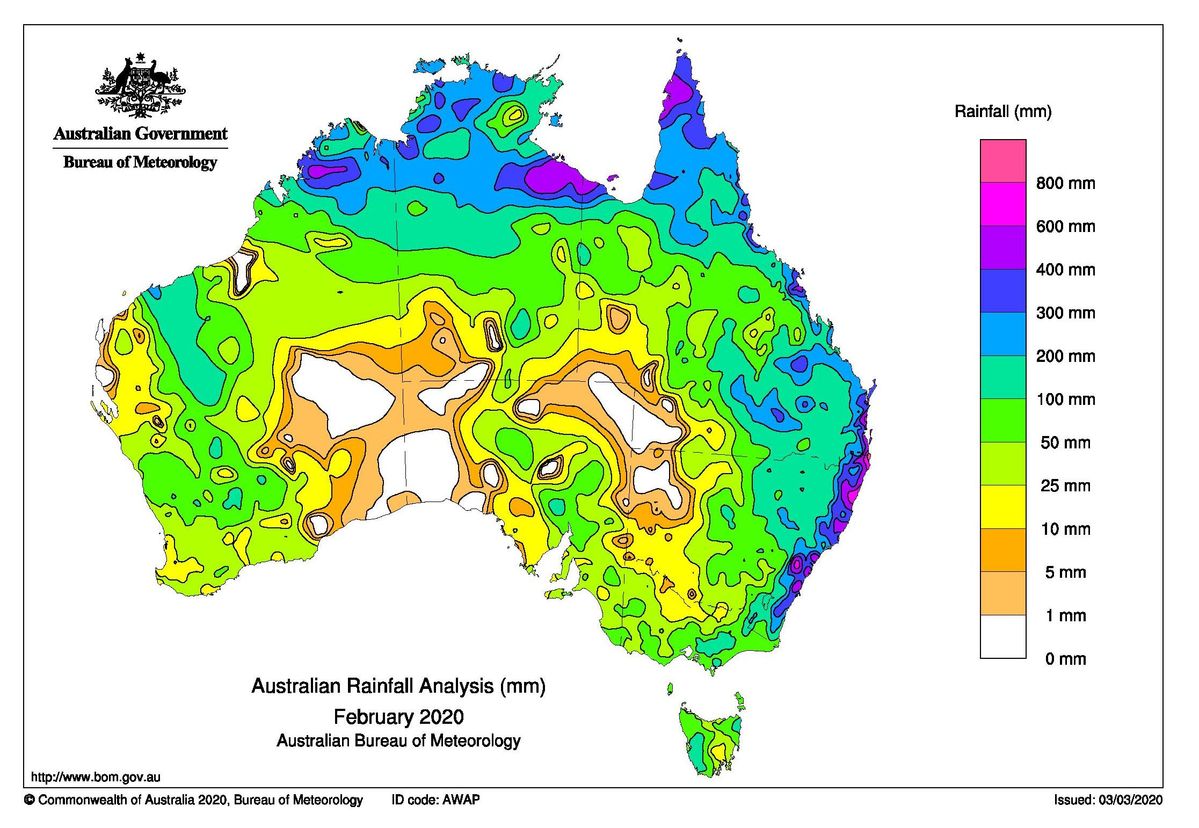 Australian Government
Bureau of Meteorology
Rainfall (mm)
800 mm
600 mm
400 mm
300 mm
200 mm
100 mm
50 mm
25 mm
10 mm
5 mm
1 mm
0 mm
Australian Rainfall Analysis (mm)
February 2020
Australian Bureau of Meteorology
http://www.bom.gov.au
© Commonwealth of Australia 2020, Bureau of Meteorology ID code: AWAP Issued: 03/03/2020